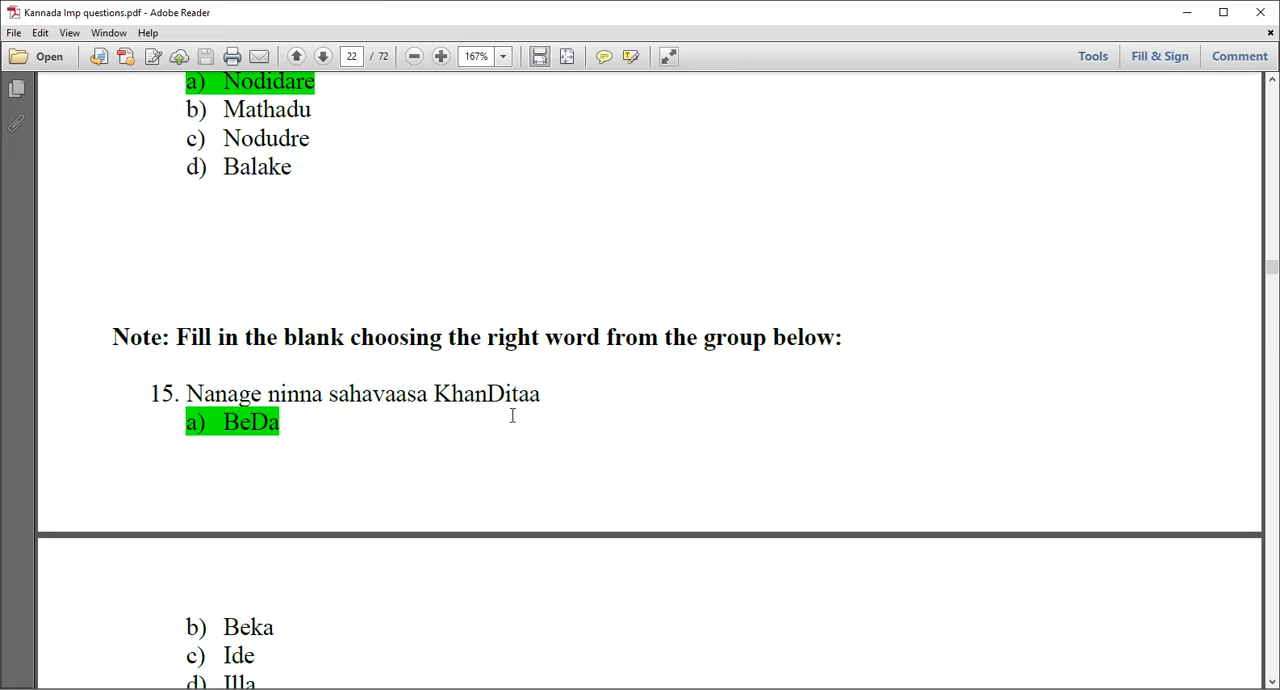 Kannada Imp questions.pdf - Adobe Reader
File Edit View Window Help
Open 22 / 72 167% Tools Fill & Sign Comment
a) Nodidare
b) Mathadu
c) Nodudre
d) Balake
Note: Fill in the blank choosing the right word from the group below:
15. Nanage ninna sahavaasa KhanDitaa
a) BeDa
b) Beka
c) Ide
d) Illa